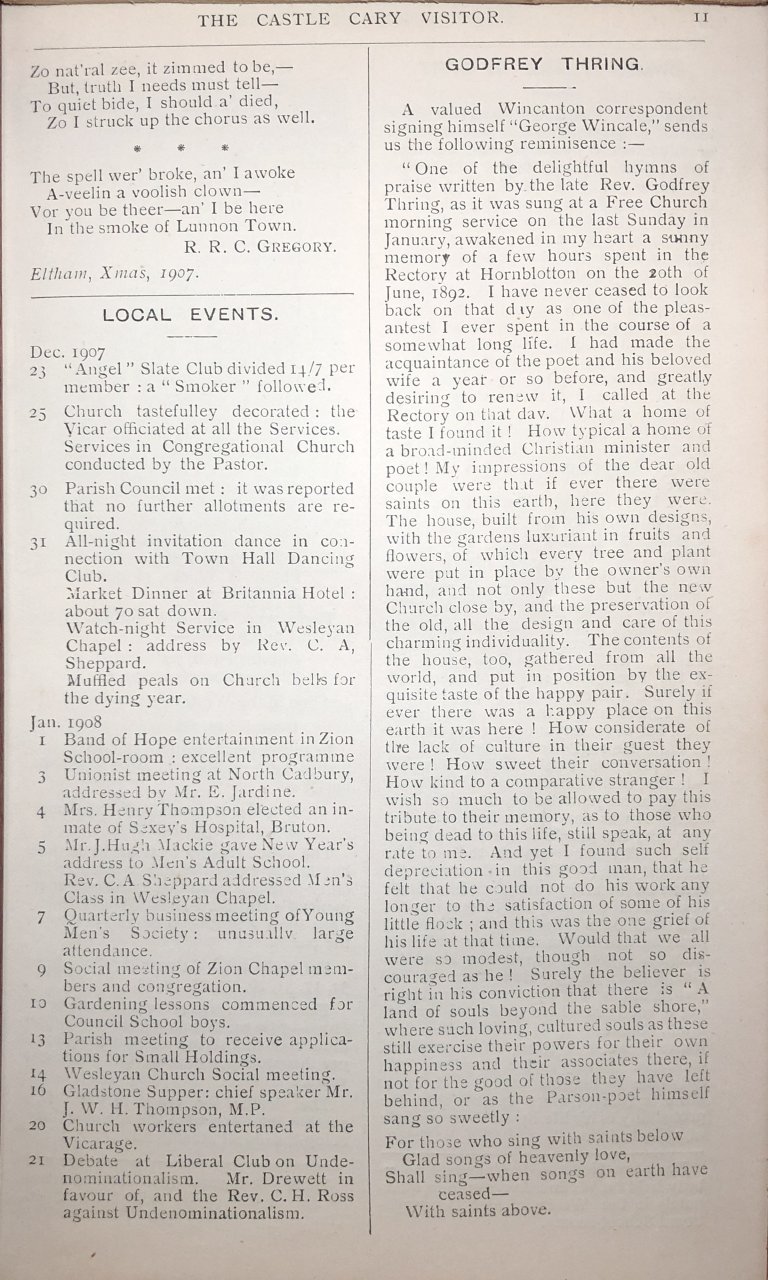 THE CASTLE CARY VISITOR. 11
Zo nat'ral zee, it zimmed to be,—
But, truth I needs must tell—
To quiet bide, I should a' died,
Zo I struck up the chorus as well.
* * *
The spell wer' broke, an' I awoke
A-veelin a voolish clown—
Vor you be theer—an' I be here
In the smoke of Lunnon Town.
R. R. C. GREGORY.
Eltham, Xmas, 1907.
LOCAL EVENTS.
Dec. 1907
23 "Angel" Slate Club divided 14/7 per
member : a "Smoker" followed.
25 Church tastefulley decorated : the
Vicar officiated at all the Services.
Services in Congregational Church
conducted by the Pastor.
30 Parish Council met : it was reported
that no further allotments are re-
quired.
31 All-night invitation dance in con-
nection with Town Hall Dancing
Club.
Market Dinner at Britannia Hotel :
about 70 sat down.
Watch-night Service in Wesleyan
Chapel : address by Rev. C. A,
Sheppard.
Muffled peals on Church bells for
the dying year.
Jan. 1908
1 Band of Hope entertainment in Zion
School-room : excellent programme
3 Unionist meeting at North Cadbury,
addressed by Mr. E. Jardine.
4 Mrs. Henry Thompson elected an in-
mate of Sexey's Hospital, Bruton.
5 Mr. J. Hugh Mackie gave New Year's
address to Men's Adult School.
Rev. C. A Sheppard addressed Men's
Class in Wesleyan Chapel.
7 Quarterly business meeting of Young
Men's Society : unusually large
attendance.
9 Social meeting of Zion Chapel mem-
bers and congregation.
10 Gardening lessons commenced for
Council School boys.
13 Parish meeting to receive applica-
tions for Small Holdings.
14 Wesleyan Church Social meeting.
16 Gladstone Supper: chief speaker Mr.
J. W. H. Thompson, M.P.
20 Church workers entertaned at the
Vicarage.
21 Debate at Liberal Club on Unde-
nominationalism. Mr. Drewett in
favour of, and the Rev. C. H. Ross
against Undenominationalism.
GODFREY THRING.
A valued Wincanton correspondent
signing himself "George Wincale," sends
us the following reminisence :—
"One of the delightful hymns of
praise written by the late Rev. Godfrey
Thring, as it was sung at a Free Church
morning service on the last Sunday in
January, awakened in my heart a sunny
memory of a few hours spent in the
Rectory at Hornblotton on the 20th of
June, 1892. I have never ceased to look
back on that day as one of the pleas-
antest I ever spent in the course of a
somewhat long life. I had made the
acquaintance of the poet and his beloved
wife a year or so before, and greatly
desiring to renew it, I called at the
Rectory on that day. What a home of
taste I found it ! How typical a home of
a broad-minded Christian minister and
poet ! My impressions of the dear old
couple were that if ever there were
saints on this earth, here they were.
The house, built from his own designs,
with the gardens luxuriant in fruits and
flowers, of which every tree and plant
were put in place by the owner's own
hand, and not only these but the new
Church close by, and the preservation of
the old, all the design and care of this
charming individuality. The contents of
the house, too, gathered from all the
world, and put in position by the ex-
quisite taste of the happy pair. Surely if
ever there was a happy place on this
earth it was here ! How considerate of
the lack of culture in their guest they
were ! How sweet their conversation !
How kind to a comparative stranger ! I
wish so much to be allowed to pay this
tribute to their memory, as to those who
being dead to this life, still speak, at any
rate to me. And yet I found such self
depreciation in this good man, that he
felt that he could not do his work any
longer to the satisfaction of some of his
little flock ; and this was the one grief of
his life at that time. Would that we all
were so modest, though not so dis-
couraged as he ! Surely the believer is
right in his conviction that there is "A
land of souls beyond the sable shore,"
where such loving, cultured souls as these
still exercise their powers for their own
happiness and their associates there, if
not for the good of those they have left
behind, or as the Parson-poet himself
sang so sweetly :
For those who sing with saints below
Glad songs of heavenly love,
Shall sing—when songs on earth have
ceased—
With saints above.